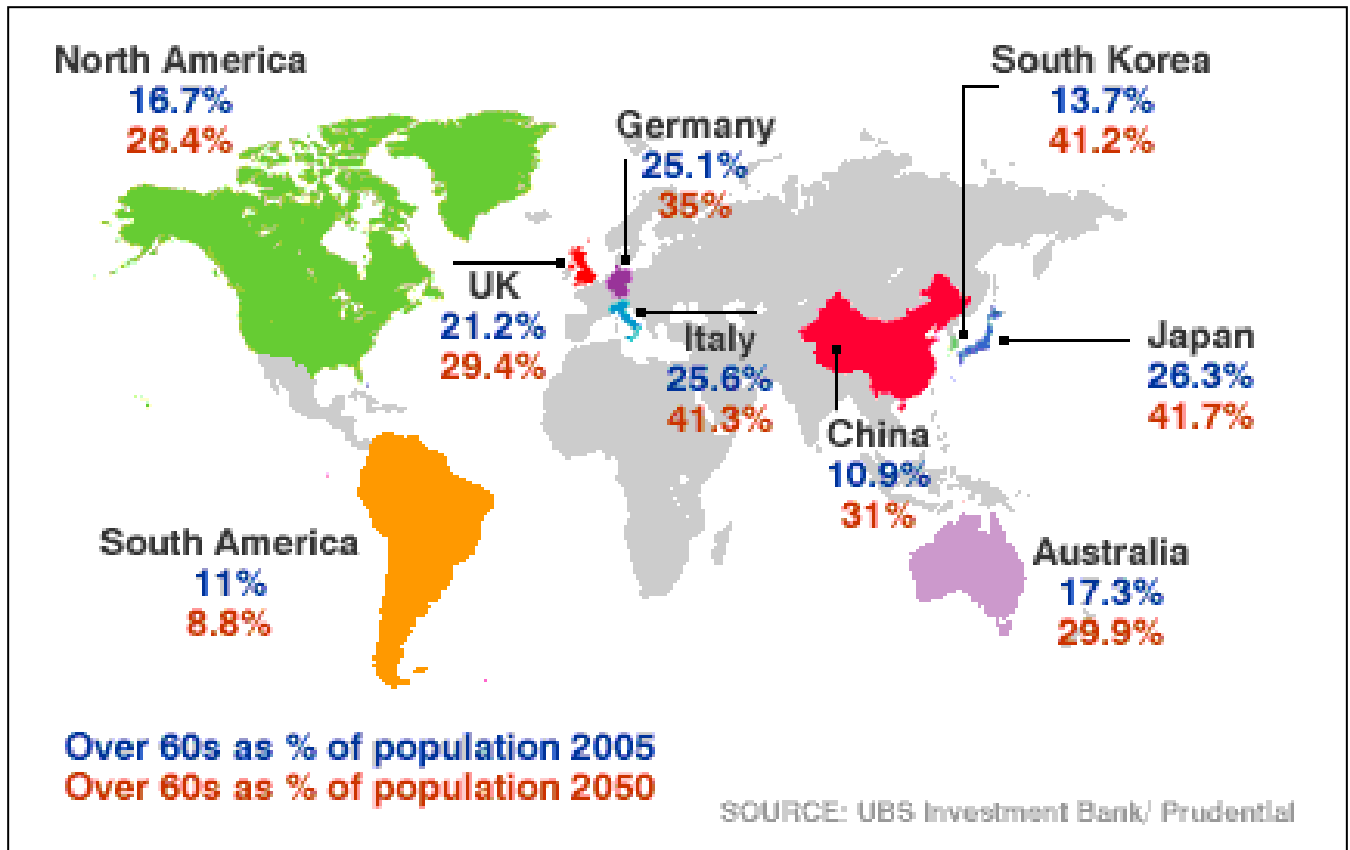 North America
16.7%
26.4%
South Korea
13.7%
41.2%
Germany
25.1%
35%
UK
21.2%
29.4%
Italy
25.6%
41.3%
Japan
26.3%
41.7%
China
10.9%
31%
South America
11%
8.8%
Australia
17.3%
29.9%
Over 60s as % of population 2005
Over 60s as % of population 2050
SOURCE: UBS Investment Bank/ Prudential